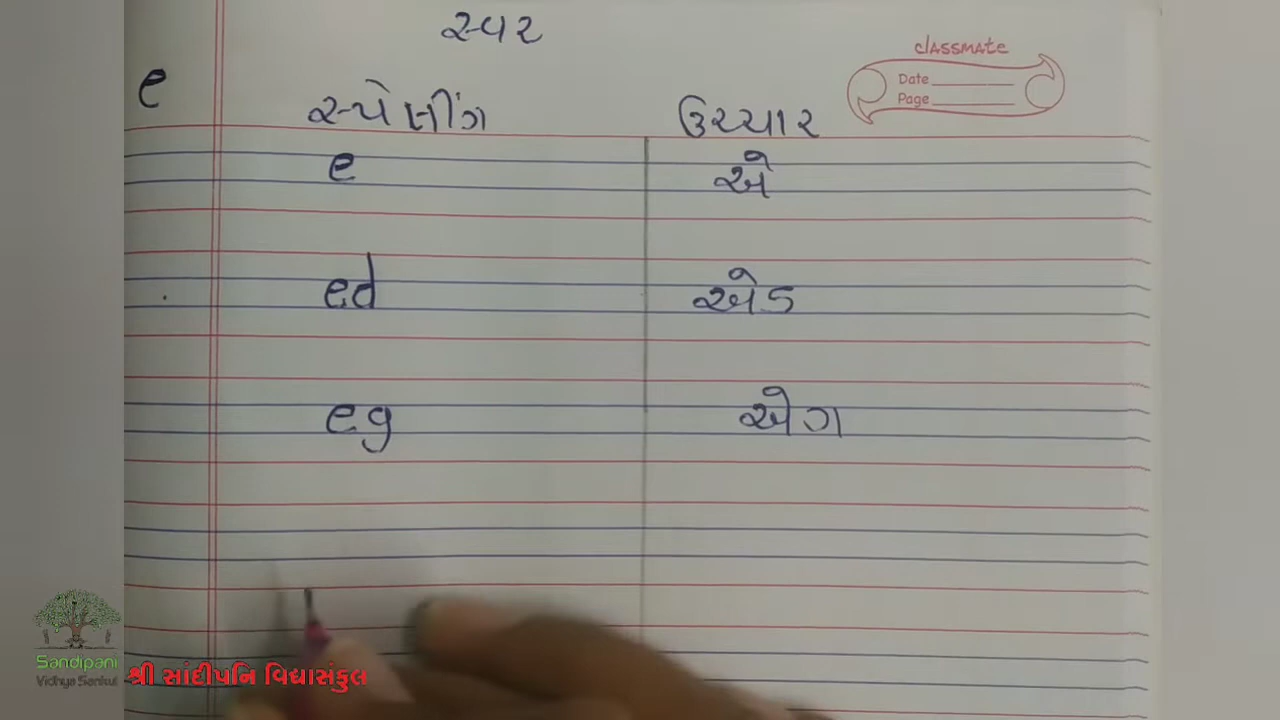 સ્વર
classmate
Date
Page
e
સ્પેલીંગ ઉચ્ચાર
e એ
ed એડ
eg એગ
Sandipani
Vidhya Sankul
શ્રી સાંદીપનિ વિદ્યાસંકુલ